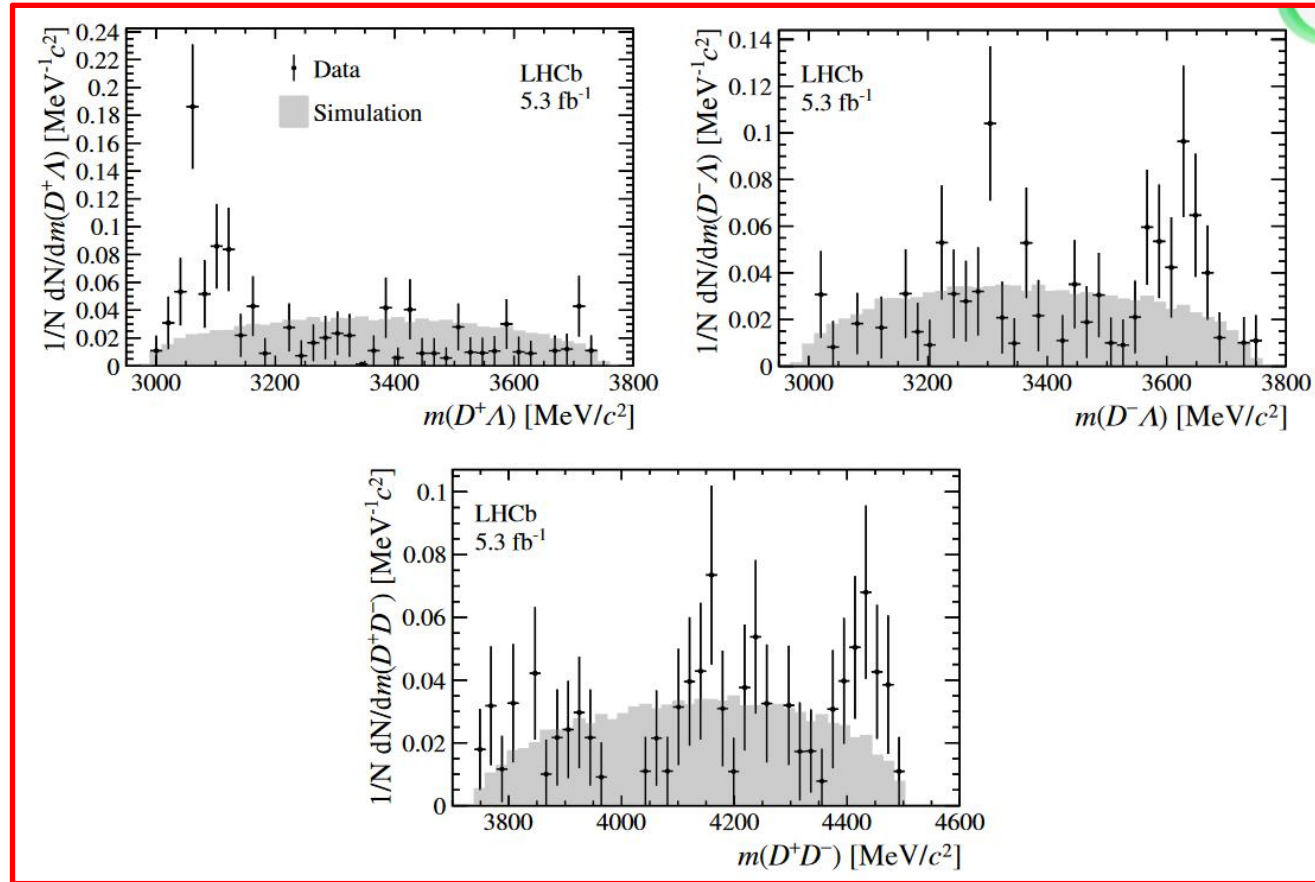 1/N dN/dm(D⁺Λ) [MeV⁻¹c²]
0.24
0.22
0.2
0.18
0.16
0.14
0.12
0.1
0.08
0.06
0.04
0.02
0
Data
Simulation
LHCb
5.3 fb⁻¹
3000 3200 3400 3600 3800
m(D⁺Λ) [MeV/c²]
1/N dN/dm(D⁻Λ) [MeV⁻¹c²]
0.14
0.12
0.1
0.08
0.06
0.04
0.02
0
LHCb
5.3 fb⁻¹
3000 3200 3400 3600 3800
m(D⁻Λ) [MeV/c²]
1/N dN/dm(D⁺D⁻) [MeV⁻¹c²]
0.1
0.08
0.06
0.04
0.02
0
LHCb
5.3 fb⁻¹
3800 4000 4200 4400 4600
m(D⁺D⁻) [MeV/c²]